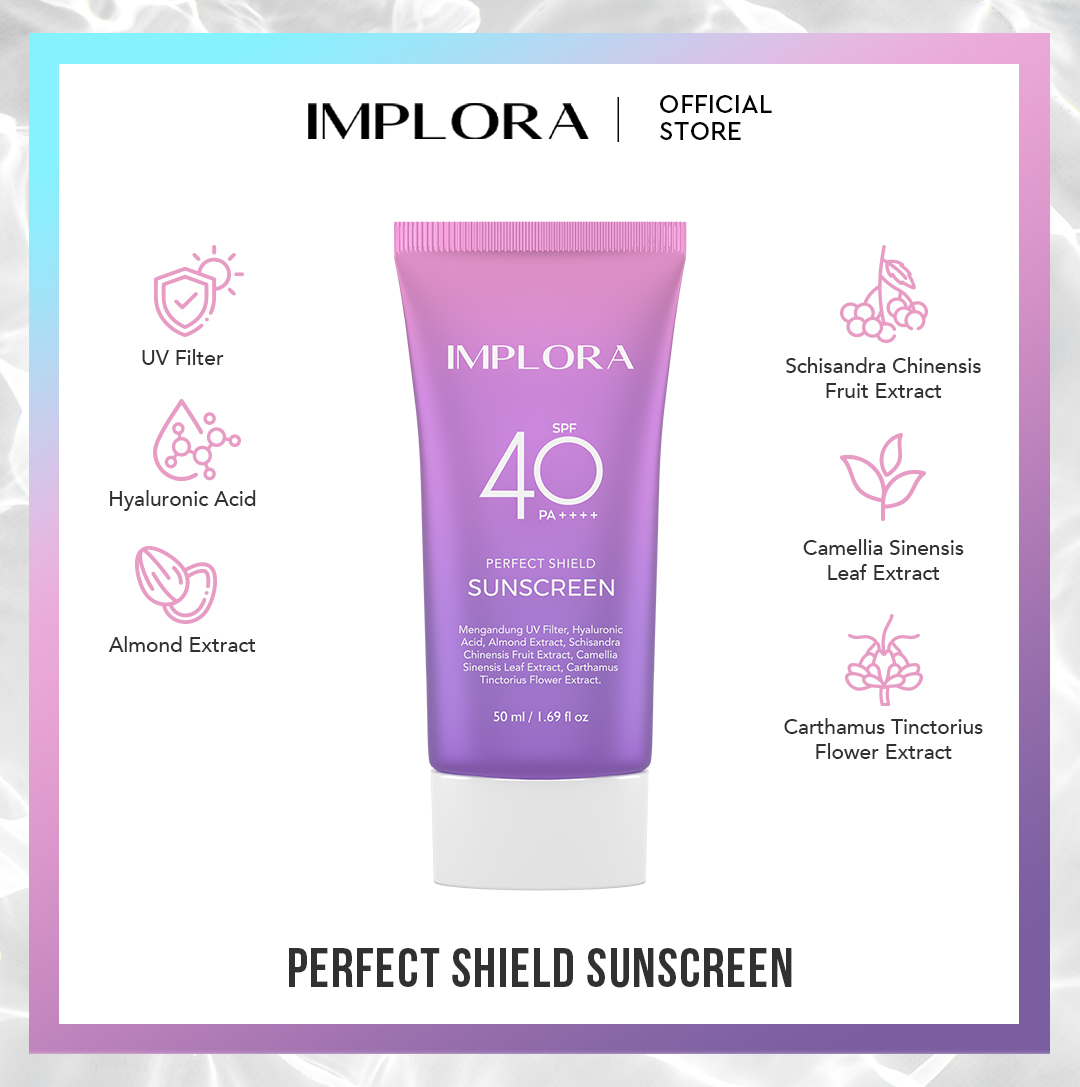 IMPLORA
OFFICIAL
STORE
UV Filter
Hyaluronic Acid
Almond Extract
IMPLORA
SPF
40
PA++++
PERFECT SHIELD
SUNSCREEN
Mengandung UV Filter, Hyaluronic
Acid, Almond Extract, Schisandra
Chinensis Fruit Extract, Camellia
Sinensis Leaf Extract, Carthamus
Tinctorius Flower Extract.
50 ml / 1.69 fl oz
Schisandra Chinensis
Fruit Extract
Camellia Sinensis
Leaf Extract
Carthamus Tinctorius
Flower Extract
PERFECT SHIELD SUNSCREEN